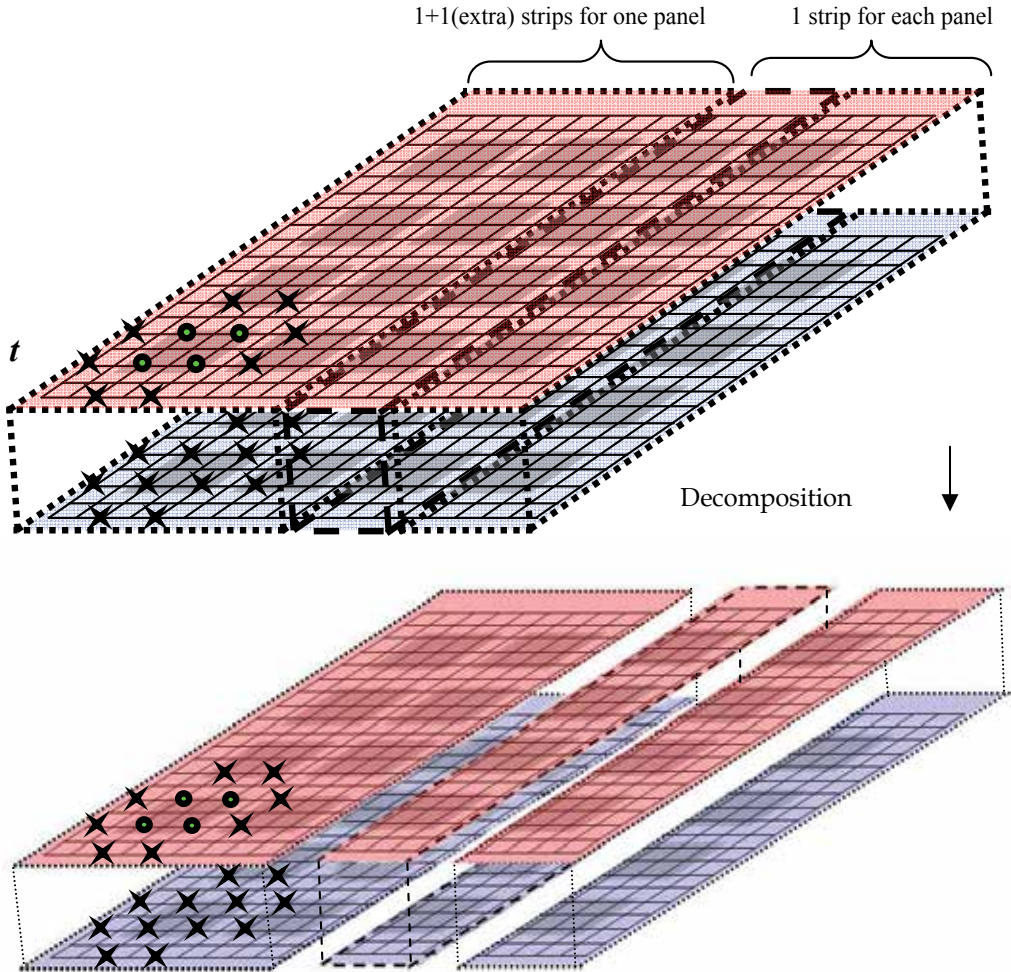 1+1(extra) strips for one panel
1 strip for each panel
t
Decomposition